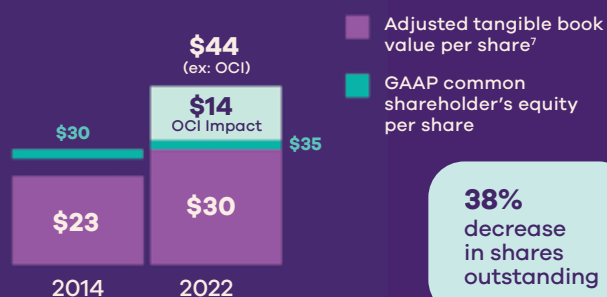 $44
(ex: OCI)
$14
OCI Impact
$30
$35
$23
$30
2014
2022
Adjusted tangible book
value per share⁷
GAAP common
shareholder's equity
per share
38%
decrease
in shares
outstanding